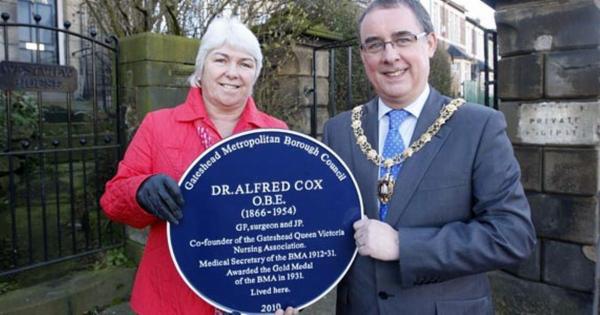 WESTVIEW
HOUSE
Gateshead Metropolitan Borough Council
DR. ALFRED COX
O.B.E.
(1866-1954)
GP, surgeon and JP.
Co-founder of the Gateshead Queen Victoria
Nursing Association.
Medical Secretary of the BMA 1912-31.
Awarded the Gold Medal
of the BMA in 1931.
Lived here.
2010
PRIVATE